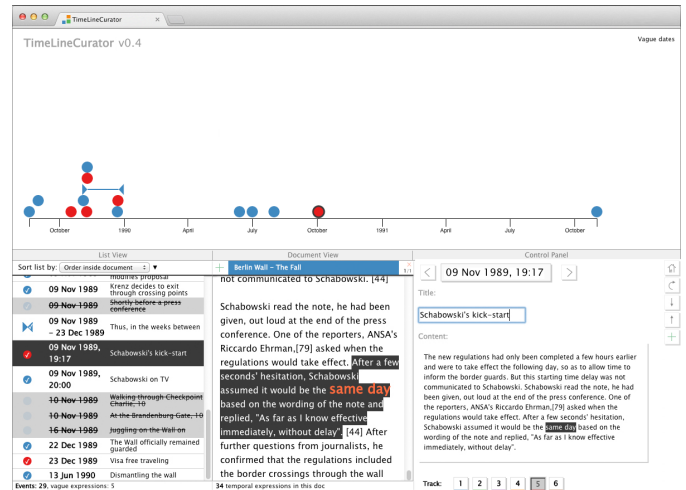 TimeLineCurator
TimeLineCurator v0.4
Vague dates
October 1990 April July October 1991 April July October
List View
Document View
Control Panel
Sort list by: Order inside document
modifies proposal
09 Nov 1989 Krenz decides to exit
through crossing points
09 Nov 1989 Shortly before a press
conference
09 Nov 1989
– 23 Dec 1989 Thus, in the weeks between
09 Nov 1989,
19:17 Schabowski's kick-start
09 Nov 1989,
20:00 Schabowski on TV
10 Nov 1989 Walking through Checkpoint
Charlie, 10
10 Nov 1989 At the Brandenburg Gate, 10
16 Nov 1989 Juggling on the Wall on
22 Dec 1989 The Wall officially remained
guarded
23 Dec 1989 Visa free traveling
13 Jun 1990 Dismantling the wall
Events: 29, vague expressions: 5
Berlin Wall – The Fall
1/1
not communicated to Schabowski. [44]
Schabowski read the note, he had been
given, out loud at the end of the press
conference. One of the reporters, ANSA's
Riccardo Ehrman,[79] asked when the
regulations would take effect. After a few
seconds' hesitation, Schabowski
assumed it would be the same day
based on the wording of the note and
replied, "As far as I know effective
immediately, without delay". [44] After
further questions from journalists, he
confirmed that the regulations included
the border crossings through the wall
34 temporal expressions in this doc
< 09 Nov 1989, 19:17 >
Title:
Schabowski's kick-start
Content:
The new regulations had only been completed a few hours earlier
and were to take effect the following day, so as to allow time to
inform the border guards. But this starting time delay was not
communicated to Schabowski. Schabowski read the note, he had
been given, out loud at the end of the press conference. One of
the reporters, ANSA's Riccardo Ehrman,[79] asked when the
regulations would take effect. After a few seconds' hesitation,
Schabowski assumed it would be the same day based on the
wording of the note and replied, "As far as I know effective
immediately, without delay".
Track: 1 2 3 4 5 6